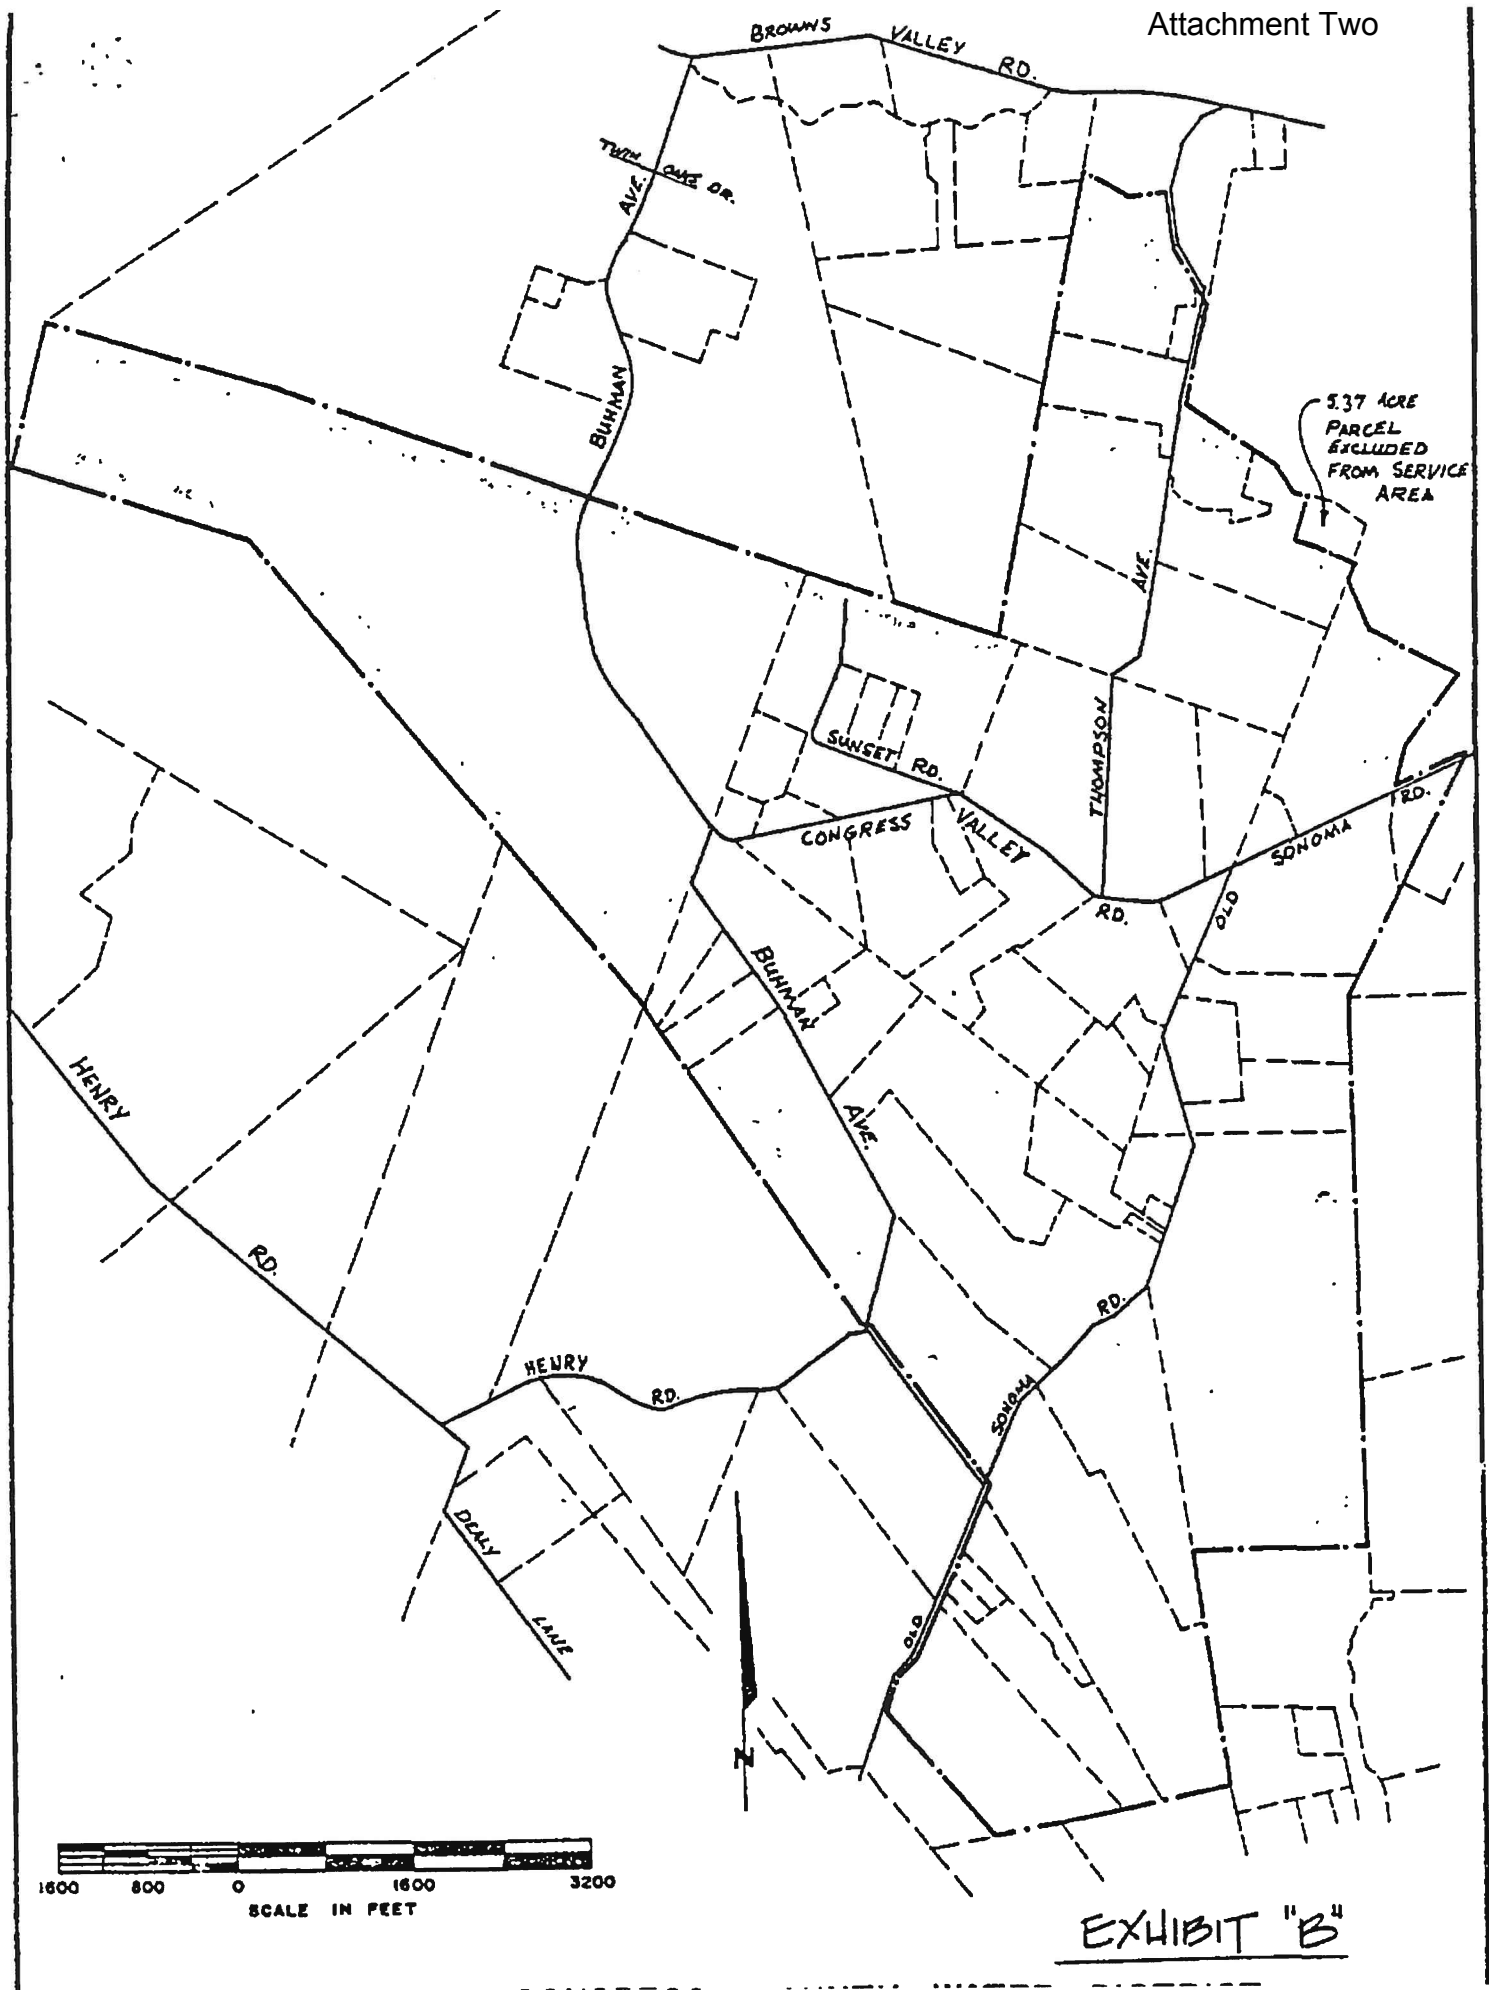 Attachment Two
BROWNS VALLEY RD.
TWIN OAKS DR.
AVE.
BUHMAN
5.37 ACRE
PARCEL
EXCLUDED
FROM SERVICE
AREA
AVE.
THOMPSON
SUNSET RD.
CONGRESS VALLEY RD.
OLD SONOMA RD.
BUHMAN AVE.
HENRY RD.
HENRY RD.
SONOMA RD.
OLD
DEALY LANE
N
1600 800 0 1600 3200
SCALE IN FEET
EXHIBIT "B"